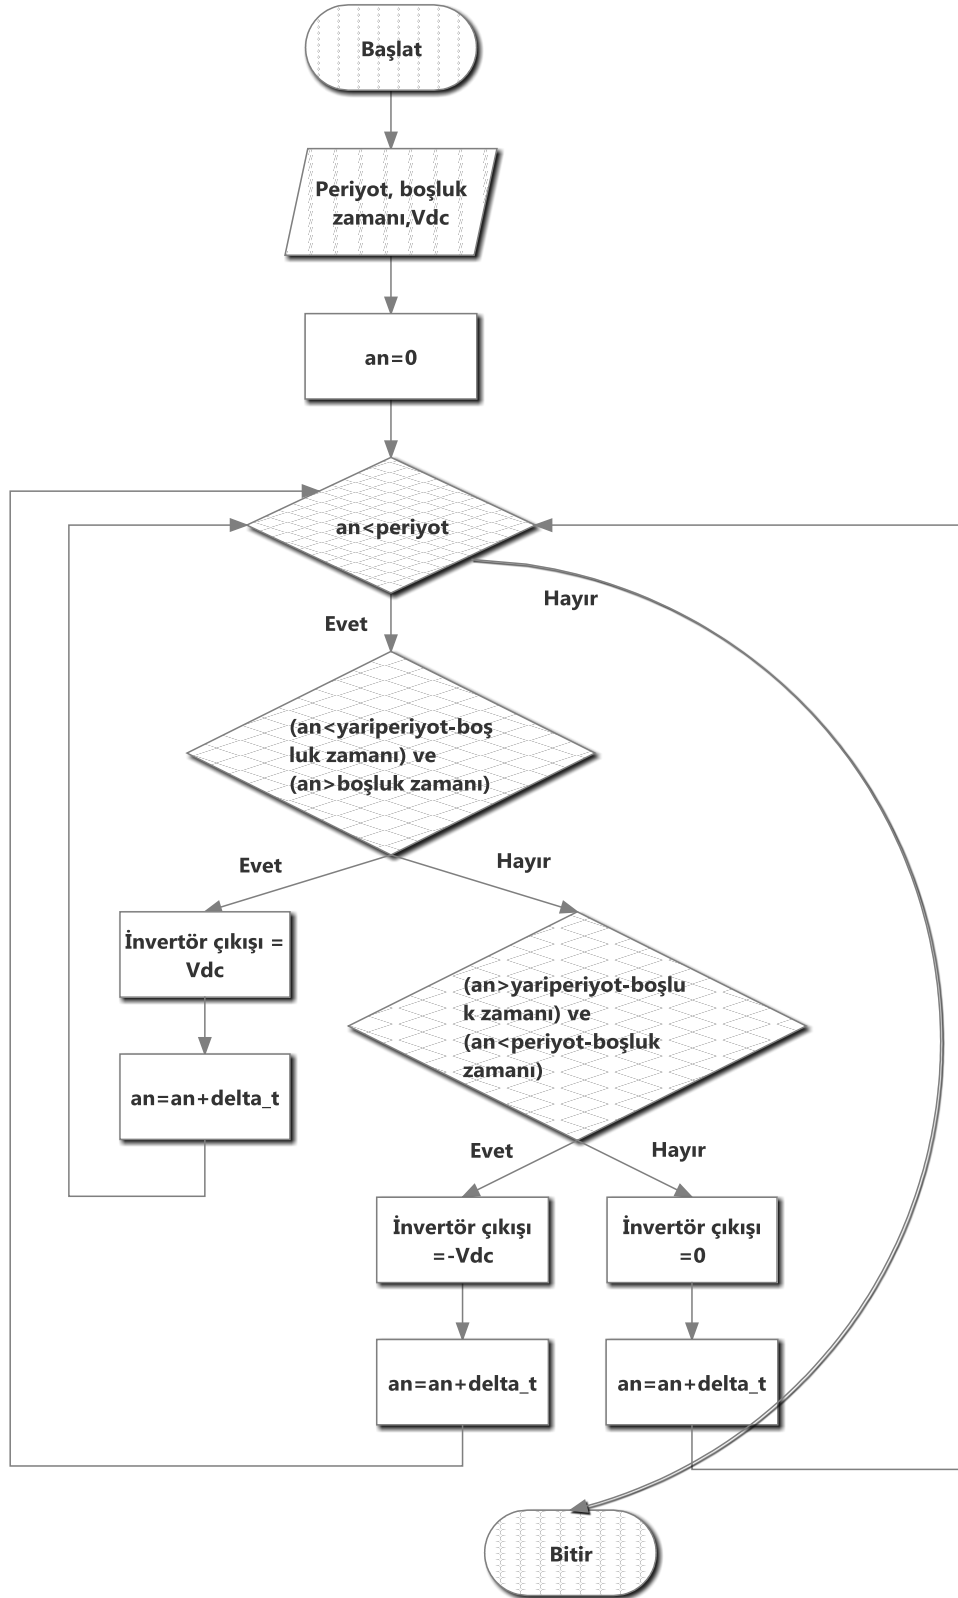 Başlat
Periyot, boşluk
zamanı,Vdc
an=0
an<periyot
Hayır
Evet
(an<yariperiyot-boş
luk zamanı) ve
(an>boşluk zamanı)
Evet
Hayır
İnvertör çıkışı =
Vdc
an=an+delta_t
(an>yariperiyot-boşlu
k zamanı) ve
(an<periyot-boşluk
zamanı)
Evet
Hayır
İnvertör çıkışı
=-Vdc
İnvertör çıkışı
=0
an=an+delta_t
an=an+delta_t
Bitir